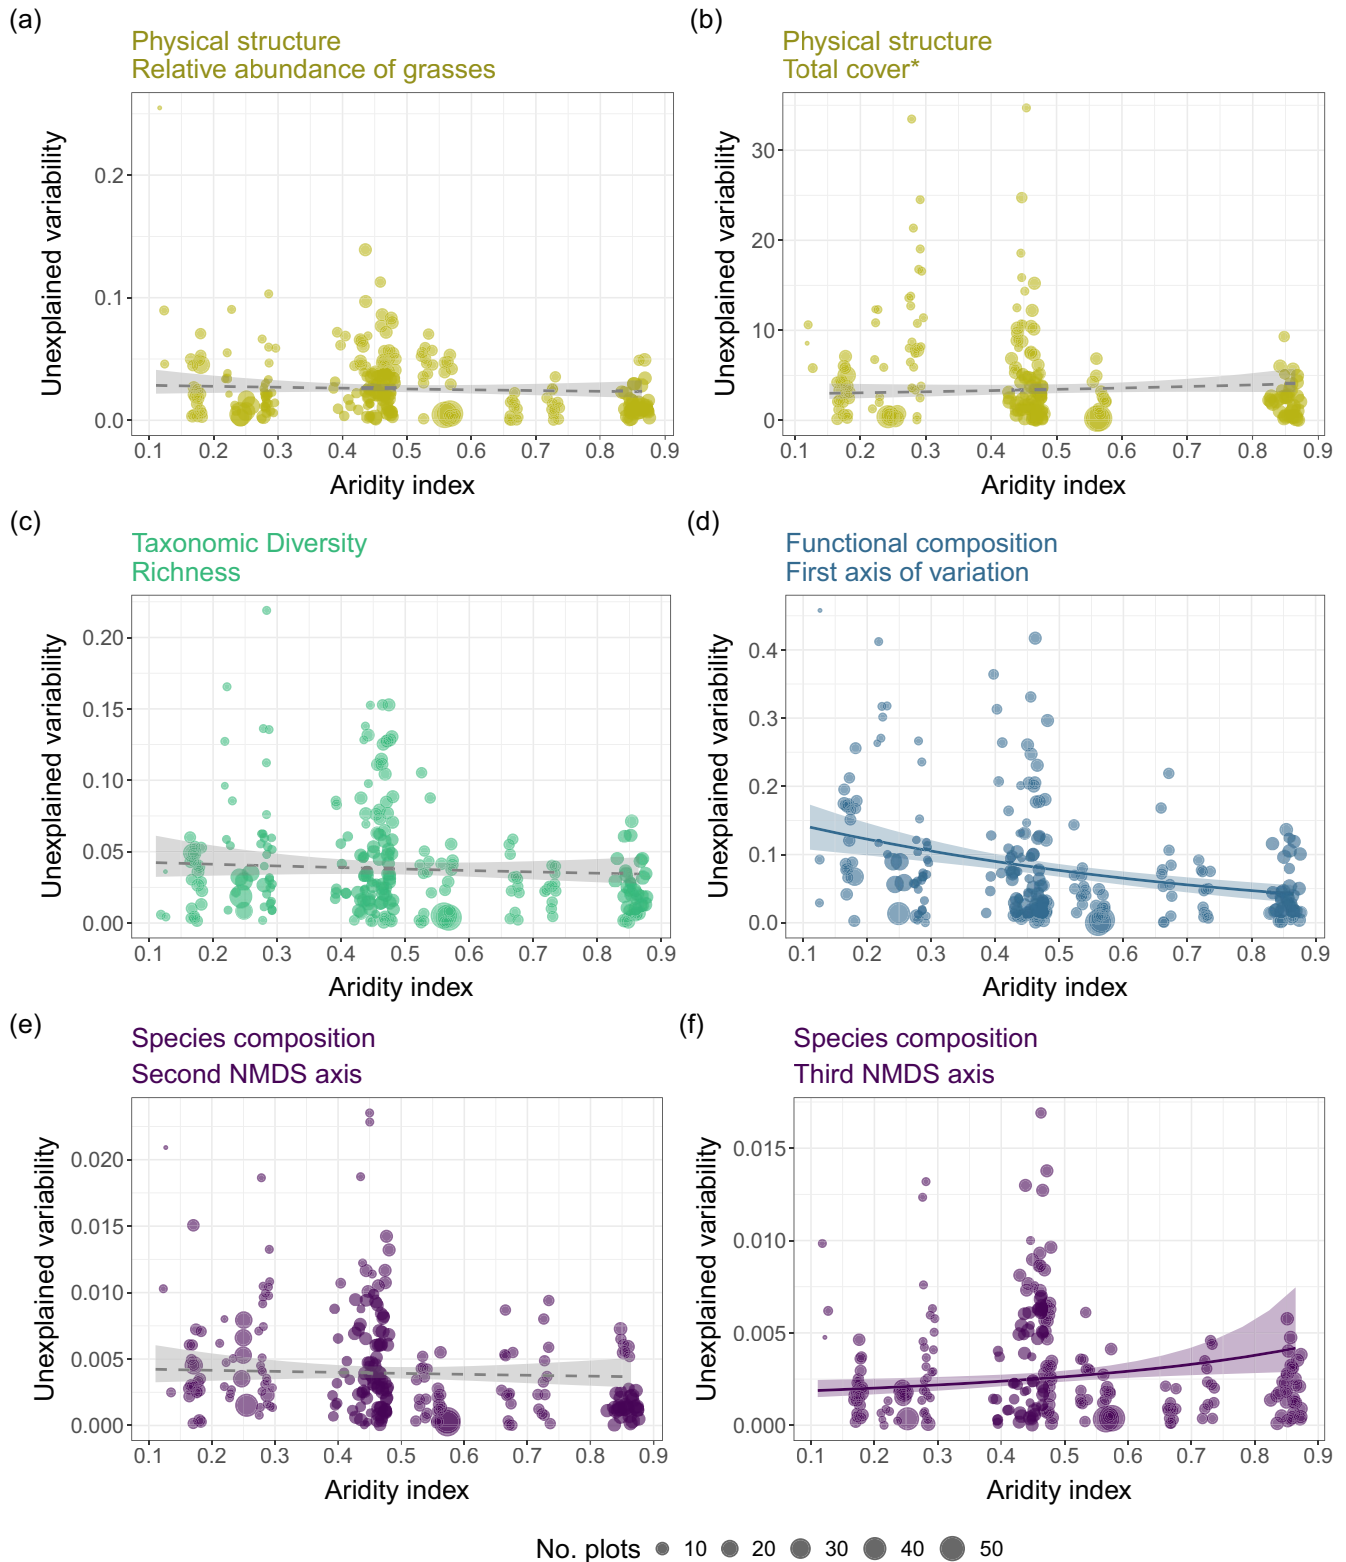 (a)
Physical structure
Relative abundance of grasses
Unexplained variability
0.2
0.1
0.0
0.1 0.2 0.3 0.4 0.5 0.6 0.7 0.8 0.9
Aridity index
(b)
Physical structure
Total cover*
Unexplained variability
30
20
10
0
0.1 0.2 0.3 0.4 0.5 0.6 0.7 0.8 0.9
Aridity index
(c)
Taxonomic Diversity
Richness
Unexplained variability
0.20
0.15
0.10
0.05
0.00
0.1 0.2 0.3 0.4 0.5 0.6 0.7 0.8 0.9
Aridity index
(d)
Functional composition
First axis of variation
Unexplained variability
0.4
0.3
0.2
0.1
0.0
0.1 0.2 0.3 0.4 0.5 0.6 0.7 0.8 0.9
Aridity index
(e)
Species composition
Second NMDS axis
Unexplained variability
0.020
0.015
0.010
0.005
0.000
0.1 0.2 0.3 0.4 0.5 0.6 0.7 0.8 0.9
Aridity index
(f)
Species composition
Third NMDS axis
Unexplained variability
0.015
0.010
0.005
0.000
0.1 0.2 0.3 0.4 0.5 0.6 0.7 0.8 0.9
Aridity index
No. plots 10 20 30 40 50